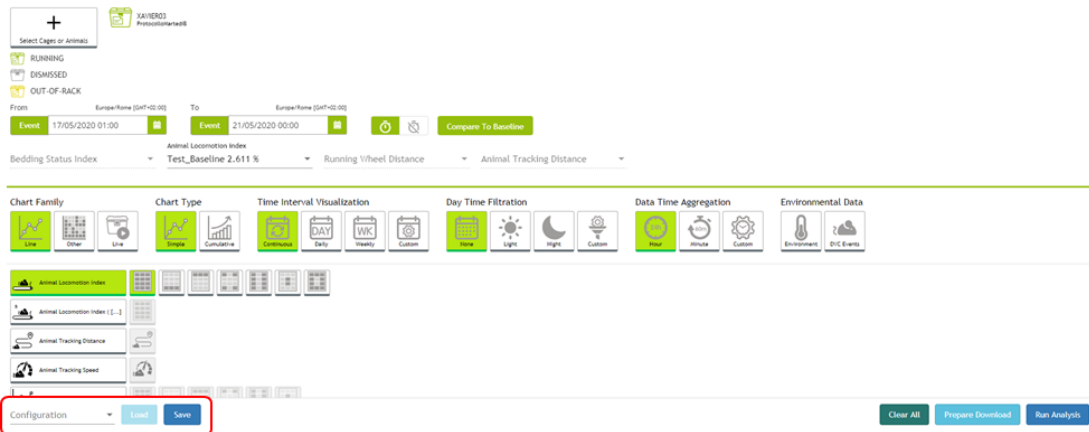 XAVIER03
ProtocolloMartedìB
Select Cages or Animals
RUNNING
DISMISSED
OUT-OF-RACK
From Europe/Rome [GMT+02:00] To Europe/Rome [GMT+02:00]
Event 17/05/2020 01:00 Event 21/05/2020 00:00 Compare To Baseline
Animal Locomotion Index
Bedding Status Index Test_Baseline 2.611 % Running Wheel Distance Animal Tracking Distance
Chart Family Chart Type Time Interval Visualization Day Time Filtration Data Time Aggregation Environmental Data
DAY WK 60m
Line Other Live Simple Cumulative Continuous Daily Weekly Custom None Light Night Custom Hour Minute Custom Environment DVC Events
Animal Locomotion Index
Animal Locomotion Index ([...]
Animal Tracking Distance
Animal Tracking Speed
Configuration Load Save Clear All Prepare Download Run Analysis